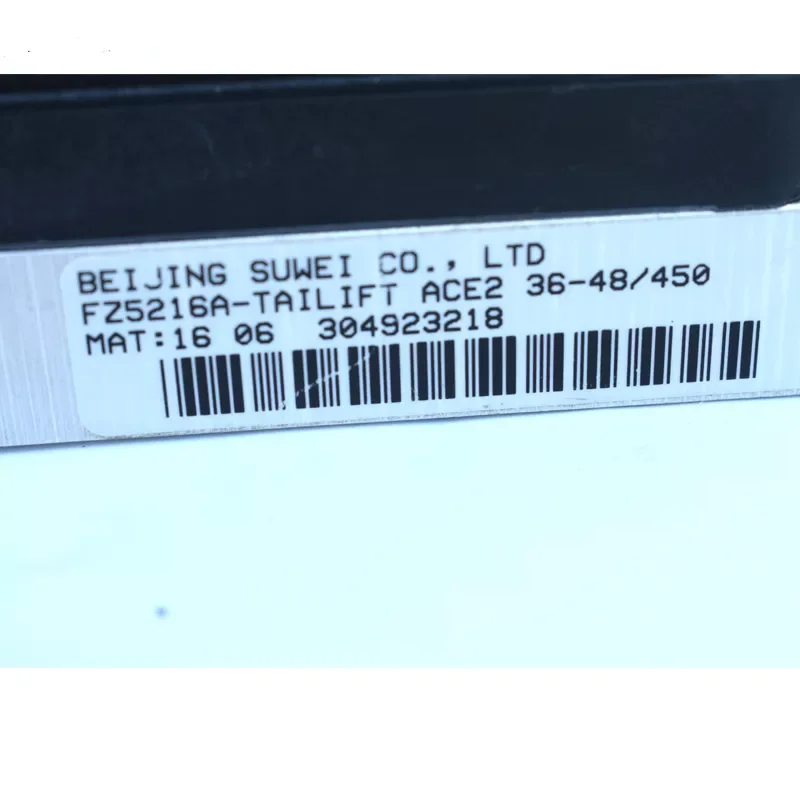 BEIJING SUWEI CO., LTD
FZ5216A-TAILIFT ACE2 36-48/450
MAT:16 06 304923218